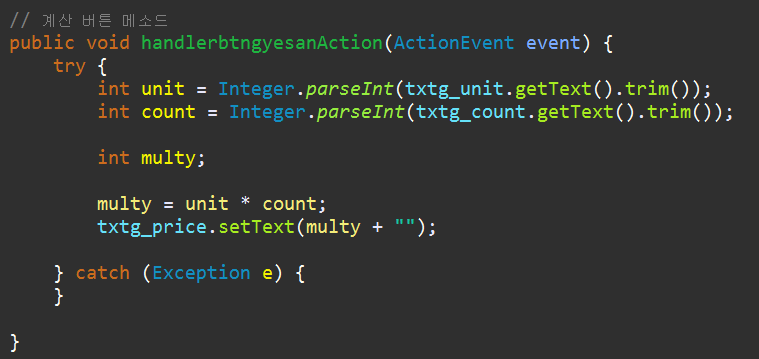 // 계산 버튼 메소드
public void handlerbtngyesanAction(ActionEvent event) {
try {
int unit = Integer.parseInt(txtg_unit.getText().trim());
int count = Integer.parseInt(txtg_count.getText().trim());
int multy;
multy = unit * count;
txtg_price.setText(multy + "");
} catch (Exception e) {
}
}